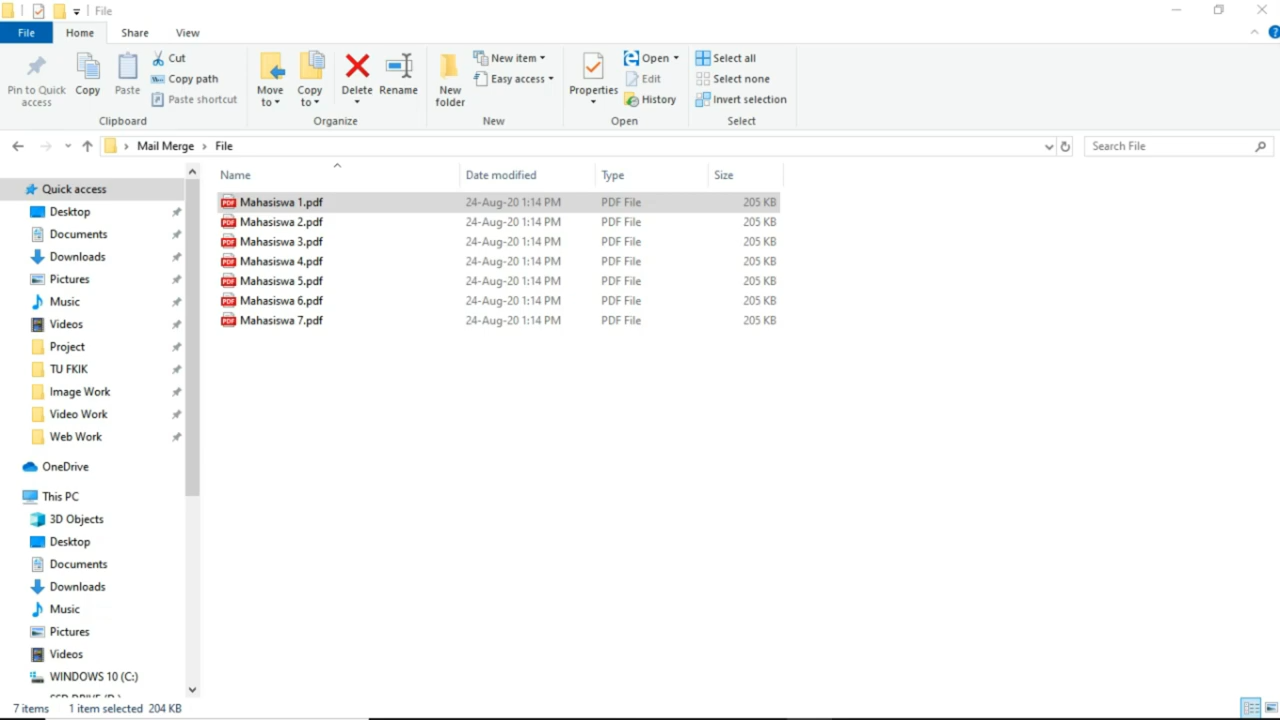 File
File Home Share View
Pin to Quick access
Copy
Paste
Cut
Copy path
Paste shortcut
Clipboard
Move to
Copy to
Delete
Rename
Organize
New folder
New item
Easy access
New
Properties
Open
Edit
History
Open
Select all
Select none
Invert selection
Select
Mail Merge › File
Search File
Name Date modified Type Size
Mahasiswa 1.pdf 24-Aug-20 1:14 PM PDF File 205 KB
Mahasiswa 2.pdf 24-Aug-20 1:14 PM PDF File 205 KB
Mahasiswa 3.pdf 24-Aug-20 1:14 PM PDF File 205 KB
Mahasiswa 4.pdf 24-Aug-20 1:14 PM PDF File 205 KB
Mahasiswa 5.pdf 24-Aug-20 1:14 PM PDF File 205 KB
Mahasiswa 6.pdf 24-Aug-20 1:14 PM PDF File 205 KB
Mahasiswa 7.pdf 24-Aug-20 1:14 PM PDF File 205 KB
Quick access
Desktop
Documents
Downloads
Pictures
Music
Videos
Project
TU FKIK
Image Work
Video Work
Web Work
OneDrive
This PC
3D Objects
Desktop
Documents
Downloads
Music
Pictures
Videos
WINDOWS 10 (C:)
7 items 1 item selected 204 KB